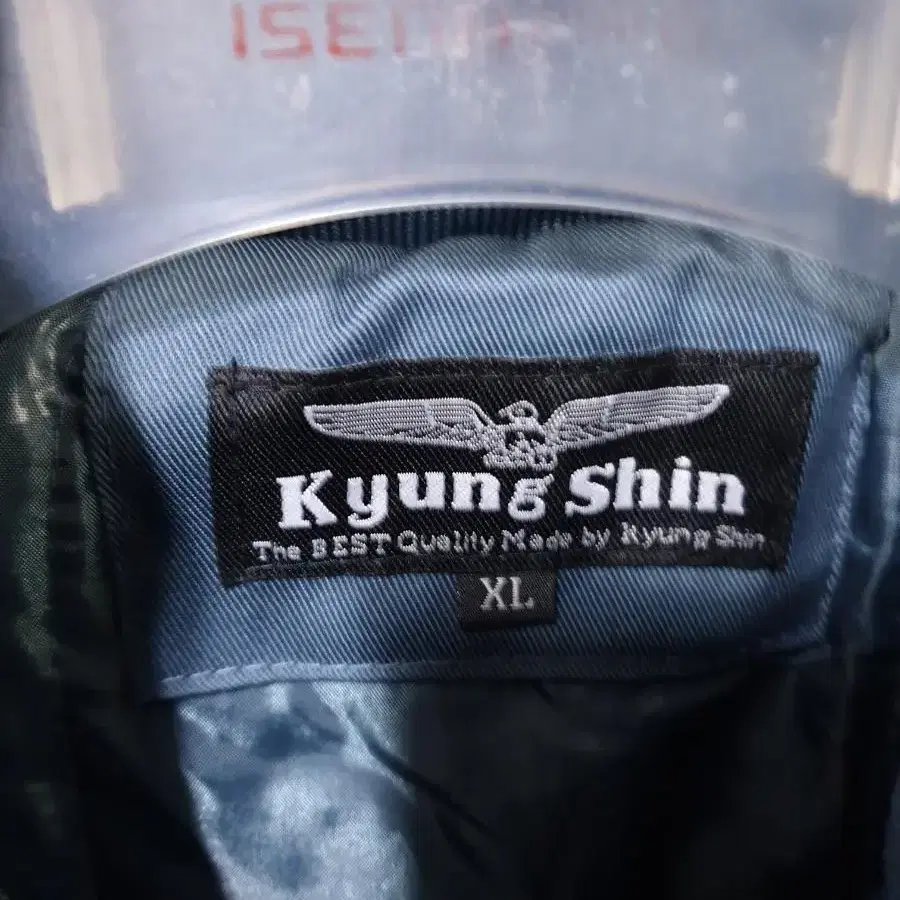 Kyung Shin
The BEST Quality Made by Kyung Shin
XL